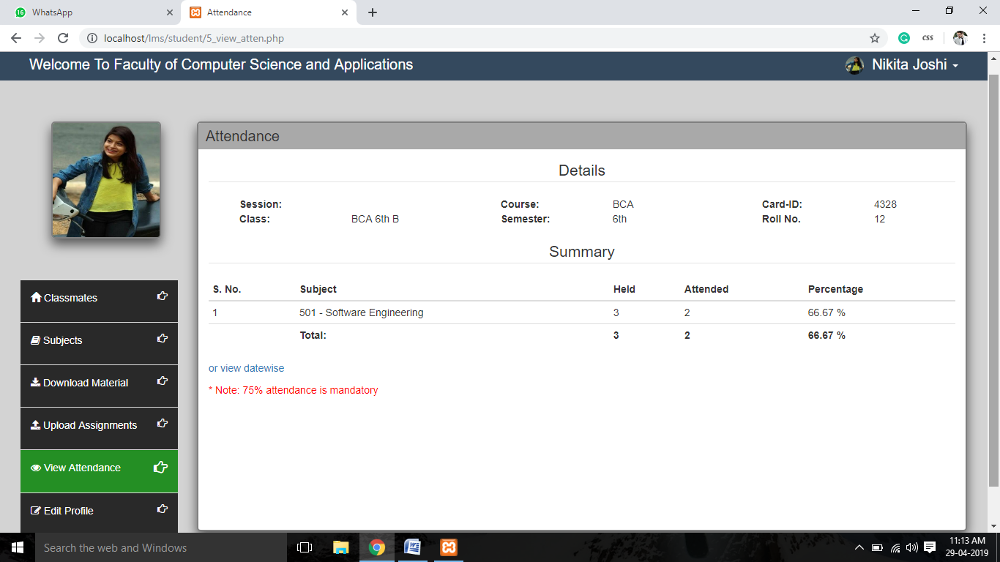 16 WhatsApp Attendance
localhost/lms/student/5_view_atten.php css
Welcome To Faculty of Computer Science and Applications Nikita Joshi
Attendance
Details
Session: Course: BCA Card-ID: 4328
Class: BCA 6th B Semester: 6th Roll No. 12
Summary
S. No. Subject Held Attended Percentage
1 501 - Software Engineering 3 2 66.67 %
Total: 3 2 66.67 %
or view datewise
* Note: 75% attendance is mandatory
Classmates
Subjects
Download Material
Upload Assignments
View Attendance
Edit Profile
Search the web and Windows
11:13 AM
29-04-2019